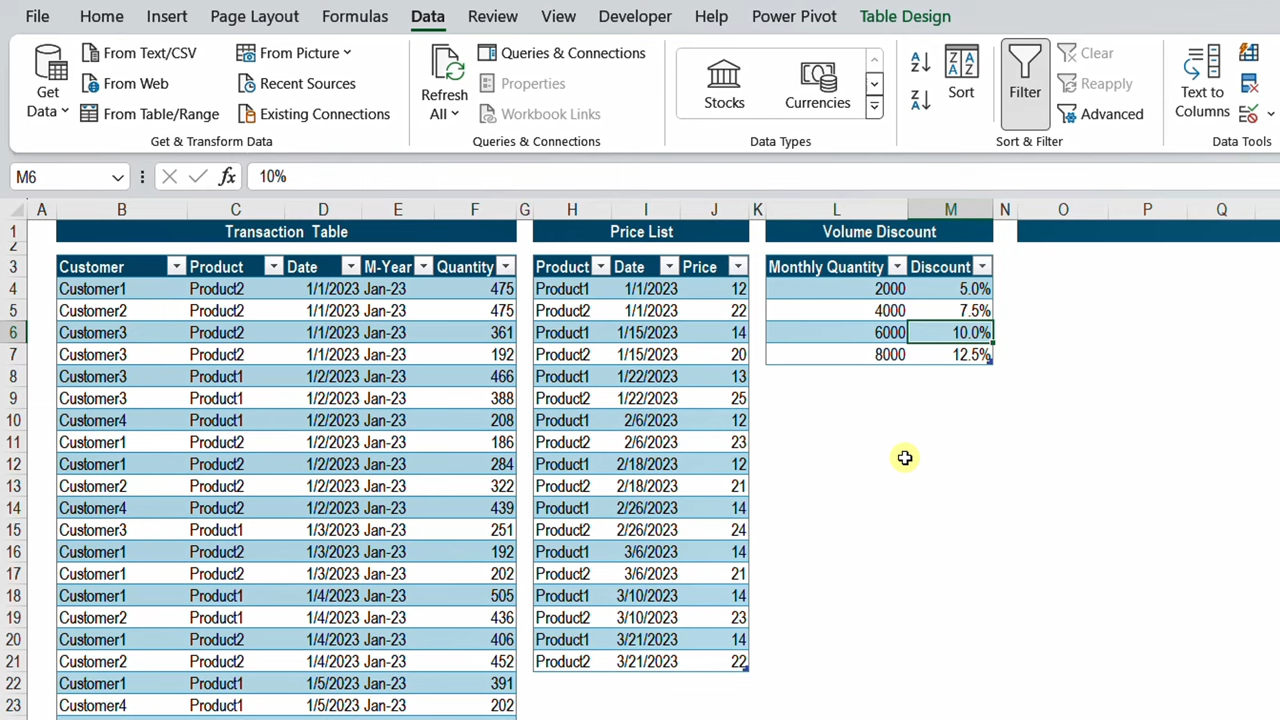 File Home Insert Page Layout Formulas Data Review View Developer Help Power Pivot Table Design
Get Data
From Text/CSV
From Web
From Table/Range
From Picture
Recent Sources
Existing Connections
Get & Transform Data
Refresh All
Queries & Connections
Properties
Workbook Links
Queries & Connections
Stocks
Currencies
Data Types
Sort
Filter
Clear
Reapply
Advanced
Sort & Filter
Text to Columns
Data Tools
M6 fx 10%
A B C D E F G H I J K L M N O P Q
1 Transaction Table Price List Volume Discount
2
3 Customer Product Date M-Year Quantity Product Date Price Monthly Quantity Discount
4 Customer1 Product2 1/1/2023 Jan-23 475 Product1 1/1/2023 12 2000 5.0%
5 Customer2 Product2 1/1/2023 Jan-23 475 Product2 1/1/2023 22 4000 7.5%
6 Customer3 Product2 1/1/2023 Jan-23 361 Product1 1/15/2023 14 6000 10.0%
7 Customer3 Product2 1/1/2023 Jan-23 192 Product2 1/15/2023 20 8000 12.5%
8 Customer3 Product1 1/2/2023 Jan-23 466 Product1 1/22/2023 13
9 Customer3 Product1 1/2/2023 Jan-23 388 Product2 1/22/2023 25
10 Customer4 Product1 1/2/2023 Jan-23 208 Product1 2/6/2023 12
11 Customer1 Product2 1/2/2023 Jan-23 186 Product2 2/6/2023 23
12 Customer1 Product2 1/2/2023 Jan-23 284 Product1 2/18/2023 12
13 Customer2 Product2 1/2/2023 Jan-23 322 Product2 2/18/2023 21
14 Customer4 Product2 1/2/2023 Jan-23 439 Product1 2/26/2023 14
15 Customer3 Product1 1/3/2023 Jan-23 251 Product2 2/26/2023 24
16 Customer1 Product2 1/3/2023 Jan-23 192 Product1 3/6/2023 14
17 Customer1 Product2 1/3/2023 Jan-23 202 Product2 3/6/2023 21
18 Customer1 Product1 1/4/2023 Jan-23 505 Product1 3/10/2023 14
19 Customer2 Product1 1/4/2023 Jan-23 436 Product2 3/10/2023 23
20 Customer1 Product2 1/4/2023 Jan-23 406 Product1 3/21/2023 14
21 Customer2 Product2 1/4/2023 Jan-23 452 Product2 3/21/2023 22
22 Customer1 Product1 1/5/2023 Jan-23 391
23 Customer4 Product1 1/5/2023 Jan-23 202